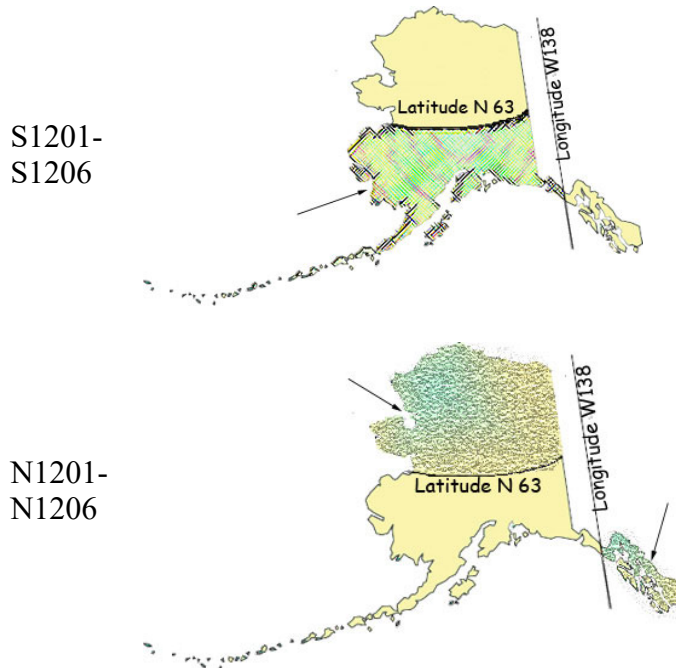 Latitude N 63
Longitude W138
S1201-
S1206
Longitude W138
Latitude N 63
N1201-
N1206